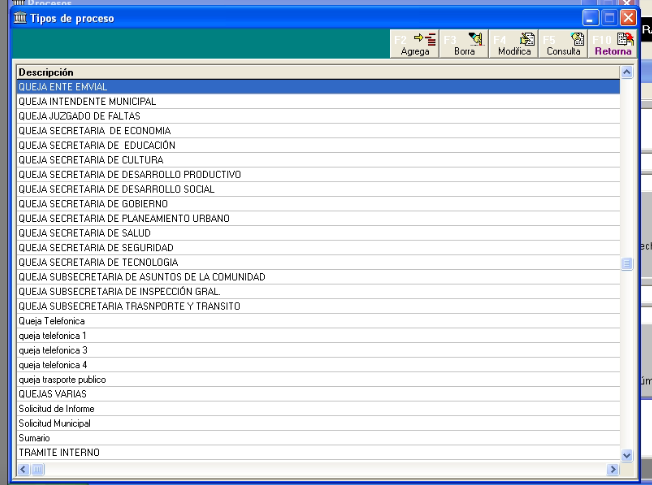 Procesos
Tipos de proceso
F2 Agrega
F3 Borra
F4 Modifica
F5 Consulta
F10 Retorna
Descripción
QUEJA ENTE EMVIAL
QUEJA INTENDENTE MUNICIPAL
QUEJA JUZGADO DE FALTAS
QUEJA SECRETARIA DE ECONOMIA
QUEJA SECRETARIA DE EDUCACIÓN
QUEJA SECRETARIA DE CULTURA
QUEJA SECRETARIA DE DESARROLLO PRODUCTIVO
QUEJA SECRETARIA DE DESARROLLO SOCIAL
QUEJA SECRETARIA DE GOBIERNO
QUEJA SECRETARIA DE PLANEAMIENTO URBANO
QUEJA SECRETARIA DE SALUD
QUEJA SECRETARIA DE SEGURIDAD
QUEJA SECRETARIA DE TECNOLOGIA
QUEJA SUBSECRETARIA DE ASUNTOS DE LA COMUNIDAD
QUEJA SUBSECRETARIA DE INSPECCIÓN GRAL.
QUEJA SUBSECRETARIA TRASNPORTE Y TRANSITO
Queja Telefonica
queja telefonica 1
queja telefonica 3
queja telefonica 4
queja trasporte publico
QUEJAS VARIAS
Solicitud de Informe
Solicitud Municipal
Sumario
TRAMITE INTERNO